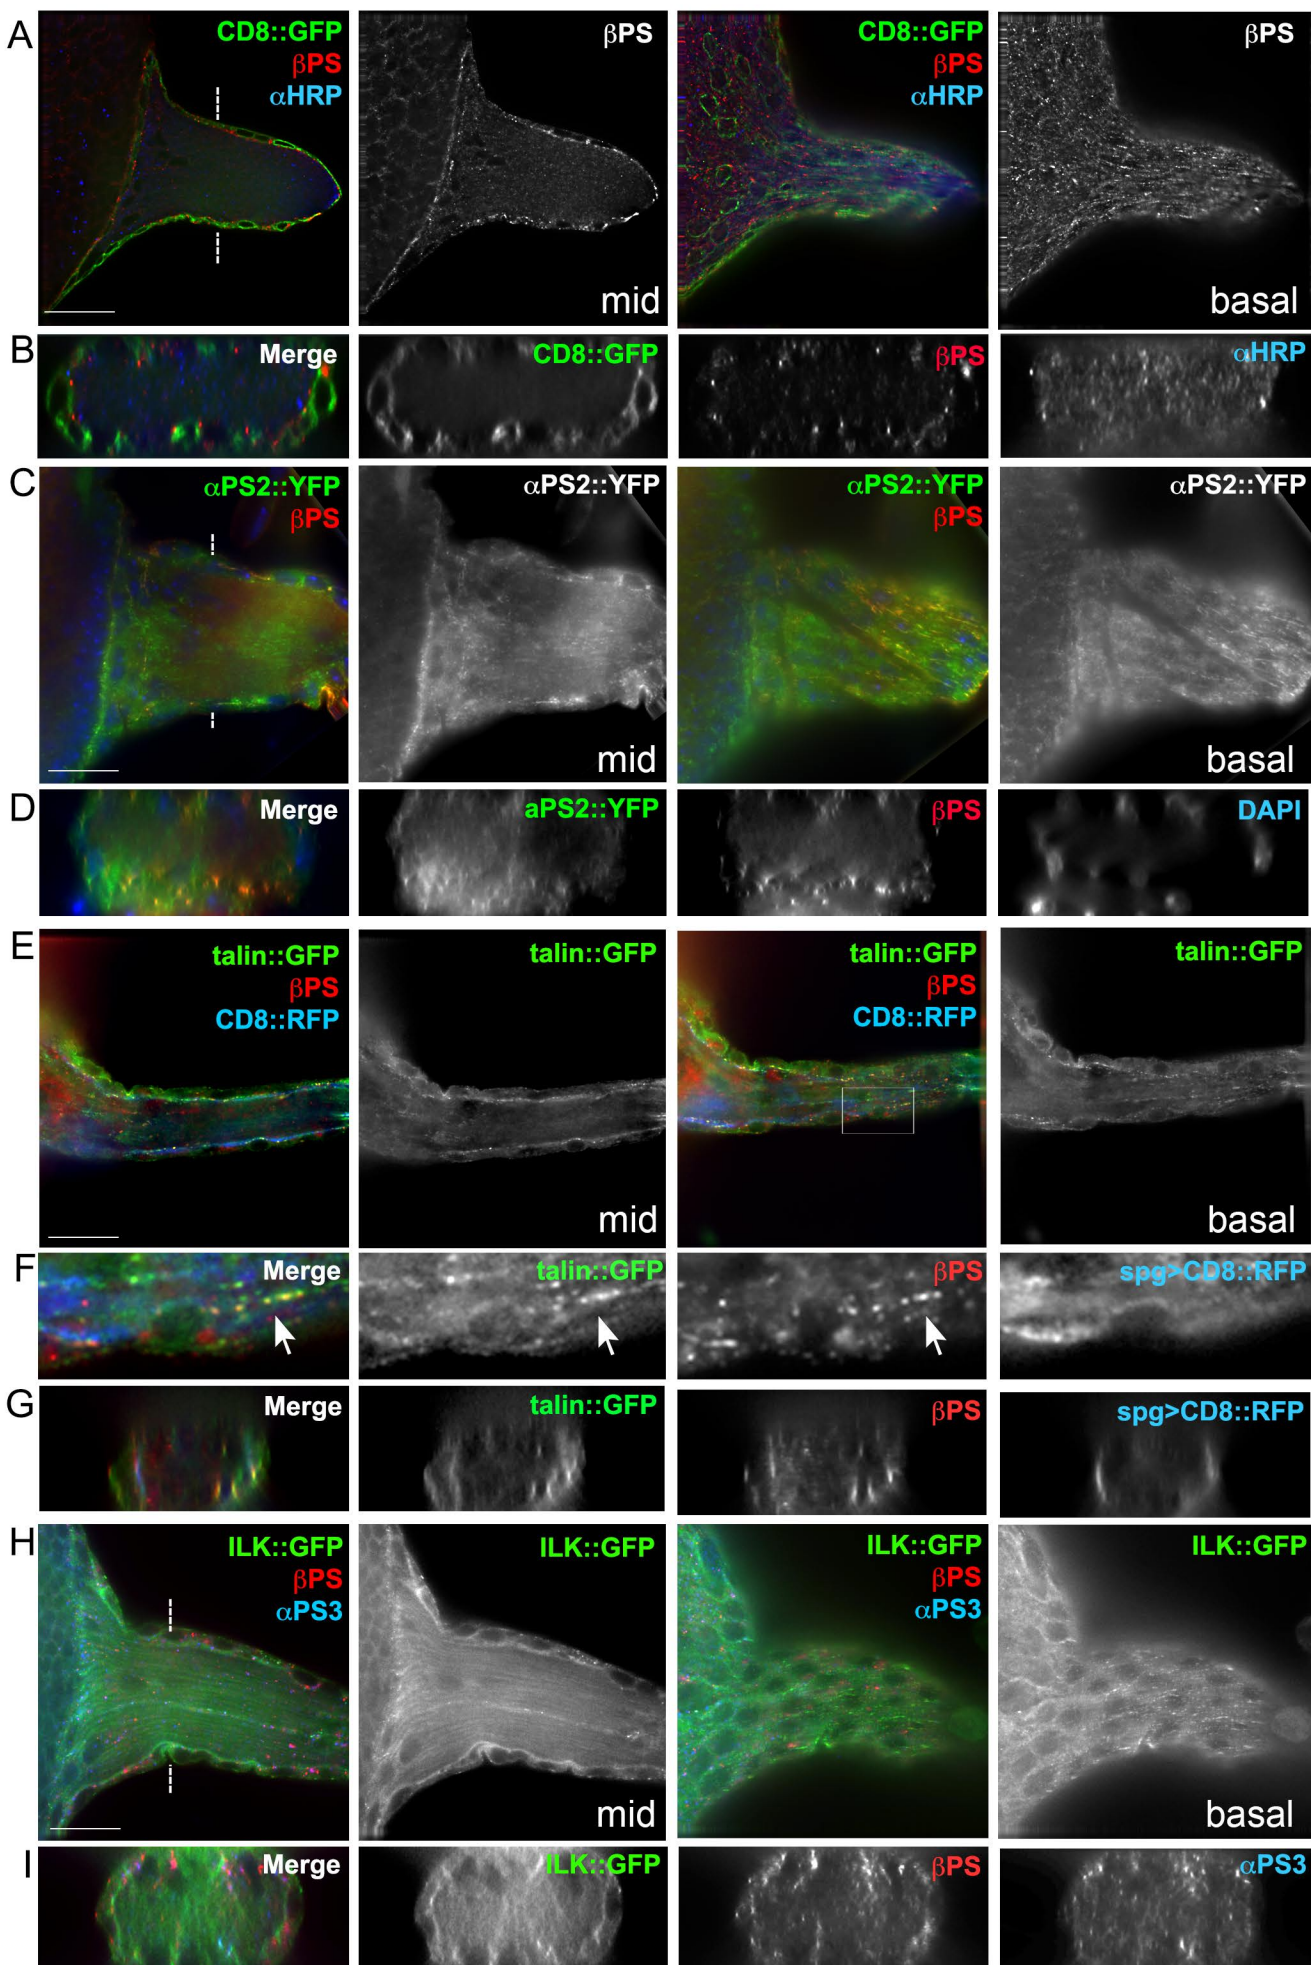 A
CD8::GFP
βPS
αHRP
βPS
mid
CD8::GFP
βPS
αHRP
βPS
basal
B
Merge
CD8::GFP
βPS
αHRP
C
αPS2::YFP
βPS
αPS2::YFP
mid
αPS2::YFP
βPS
αPS2::YFP
basal
D
Merge
aPS2::YFP
βPS
DAPI
E
talin::GFP
βPS
CD8::RFP
talin::GFP
mid
talin::GFP
βPS
CD8::RFP
talin::GFP
basal
F
Merge
talin::GFP
βPS
spg>CD8::RFP
G
Merge
talin::GFP
βPS
spg>CD8::RFP
H
ILK::GFP
βPS
αPS3
ILK::GFP
mid
ILK::GFP
βPS
αPS3
ILK::GFP
basal
I
Merge
ILK::GFP
βPS
αPS3